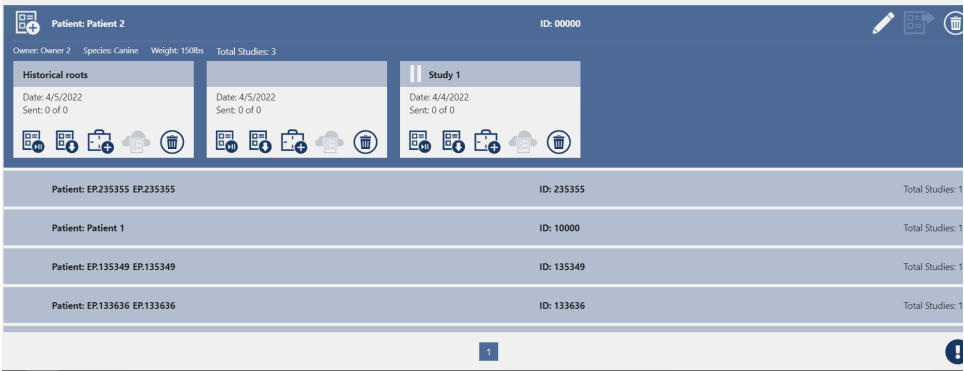 Patient: Patient 2 ID: 00000
Owner: Owner 2 Species: Canine Weight: 150lbs Total Studies: 3
Historical roots Study 1
Date: 4/5/2022 Date: 4/5/2022 Date: 4/4/2022
Sent: 0 of 0 Sent: 0 of 0 Sent: 0 of 0
Patient: EP.235355 EP.235355 ID: 235355 Total Studies: 1
Patient: Patient 1 ID: 10000 Total Studies: 1
Patient: EP.135349 EP.135349 ID: 135349 Total Studies: 1
Patient: EP.133636 EP.133636 ID: 133636 Total Studies: 1
1